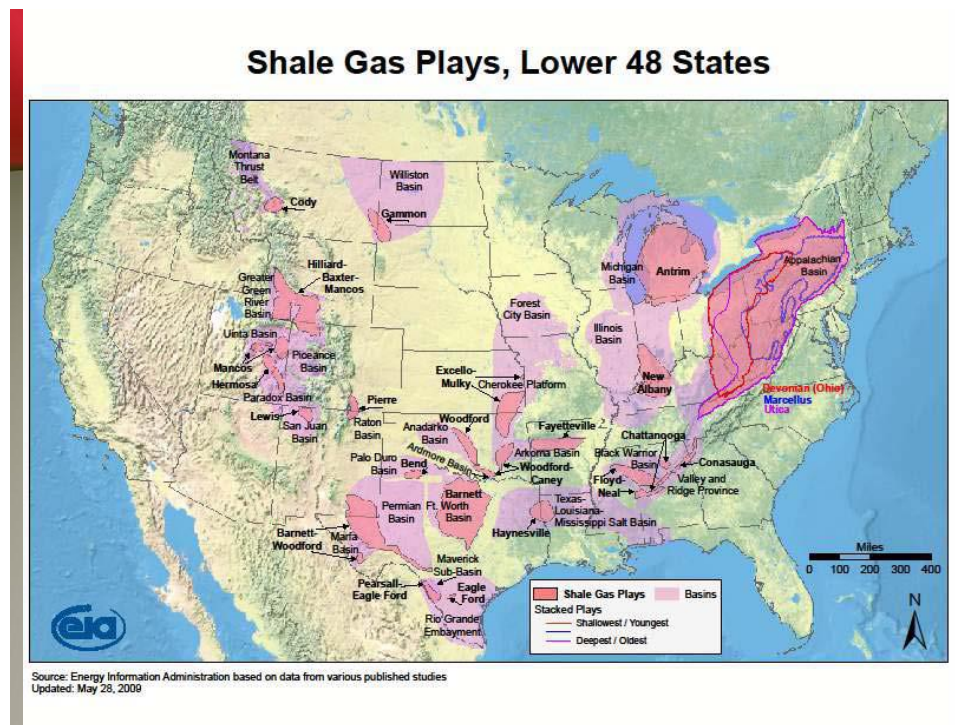 Shale Gas Plays, Lower 48 States
Montana
Thrust
Belt
Cody
Williston
Basin
Gammon
Hilliard-
Baxter-
Mancos
Greater
Green
River
Basin
Uinta Basin
Mancos
Piceance
Basin
Hermosa
Paradox Basin
Lewis
San Juan
Basin
Pierre
Raton
Basin
Michigan
Basin
Antrim
Appalachian
Basin
Forest
City Basin
Illinois
Basin
New
Albany
Excello-
Mulky
Cherokee Platform
Devonian (Ohio)
Marcellus
Utica
Woodford
Anadarko
Basin
Fayetteville
Chattanooga
Arkoma Basin
Black Warrior
Basin
Conasauga
Palo Duro
Basin
Bend
Ardmore Basin
Woodford-
Caney
Floyd-
Neal
Valley and
Ridge Province
Permian
Basin
Barnett
Ft. Worth
Basin
Texas-
Louisiana-
Mississippi Salt Basin
Haynesville
Barnett-
Woodford
Marfa
Basin
Maverick
Sub-Basin
Pearsall-
Eagle Ford
Eagle
Ford
Rio Grande
Embayment
Miles
0 100 200 300 400
N
Shale Gas Plays
Basins
Stacked Plays
Shallowest / Youngest
Deepest / Oldest
eia
Source: Energy Information Administration based on data from various published studies
Updated: May 28, 2009